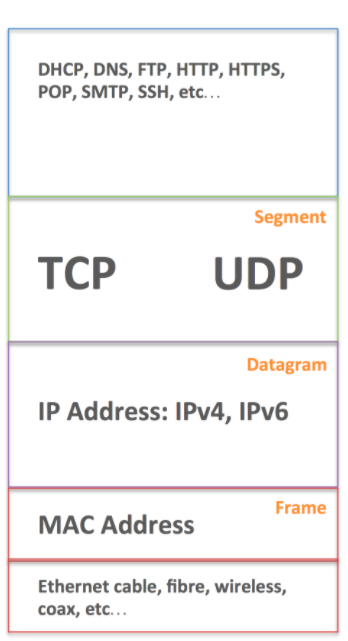 DHCP, DNS, FTP, HTTP, HTTPS,
POP, SMTP, SSH, etc...
Segment
TCP UDP
Datagram
IP Address: IPv4, IPv6
Frame
MAC Address
Ethernet cable, fibre, wireless,
coax, etc...